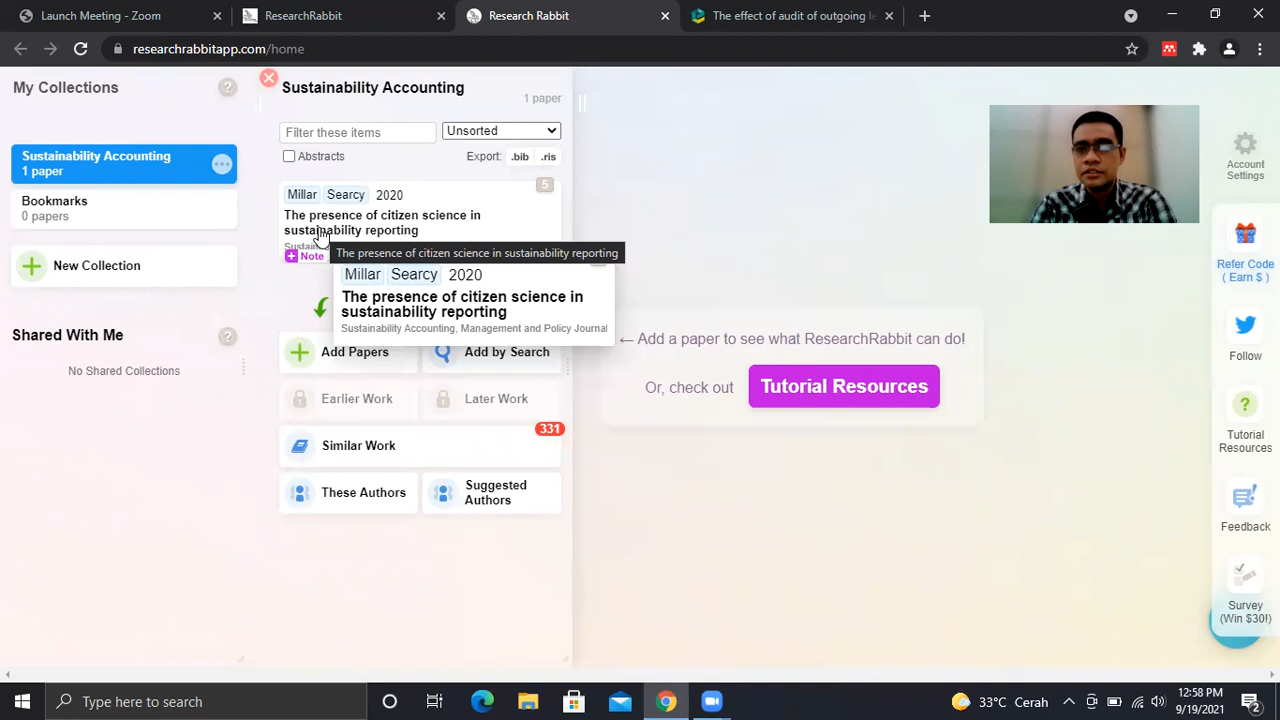 Launch Meeting - Zoom
ResearchRabbit
Research Rabbit
The effect of audit of outgoing le
researchrabbitapp.com/home
My Collections
?
Sustainability Accounting
1 paper
Bookmarks
0 papers
New Collection
Shared With Me
?
No Shared Collections
Sustainability Accounting
1 paper
Filter these items
Unsorted
Abstracts
Export:
.bib
.ris
Millar
Searcy
2020
5
The presence of citizen science in
sustainability reporting
Note
The presence of citizen science in sustainability reporting
Millar
Searcy
2020
The presence of citizen science in
sustainability reporting
Sustainability Accounting, Management and Policy Journal
Add Papers
Add by Search
Earlier Work
Later Work
331
Similar Work
These Authors
Suggested
Authors
← Add a paper to see what ResearchRabbit can do!
Or, check out
Tutorial Resources
Account
Settings
Refer Code
( Earn $ )
Follow
?
Tutorial
Resources
Feedback
Survey
(Win $30!)
Type here to search
33°C Cerah
12:58 PM
9/19/2021
2